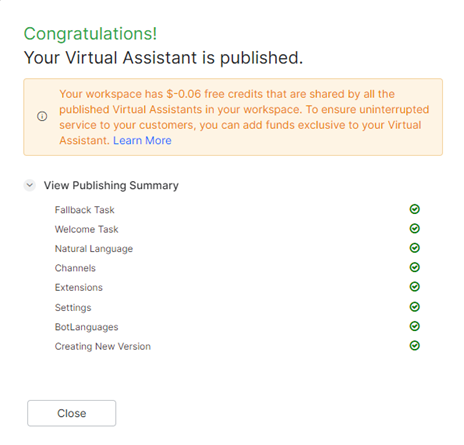 Congratulations!
Your Virtual Assistant is published.
Your workspace has $-0.06 free credits that are shared by all the
published Virtual Assistants in your workspace. To ensure uninterrupted
service to your customers, you can add funds exclusive to your Virtual
Assistant. Learn More
View Publishing Summary
Fallback Task
Welcome Task
Natural Language
Channels
Extensions
Settings
BotLanguages
Creating New Version
Close